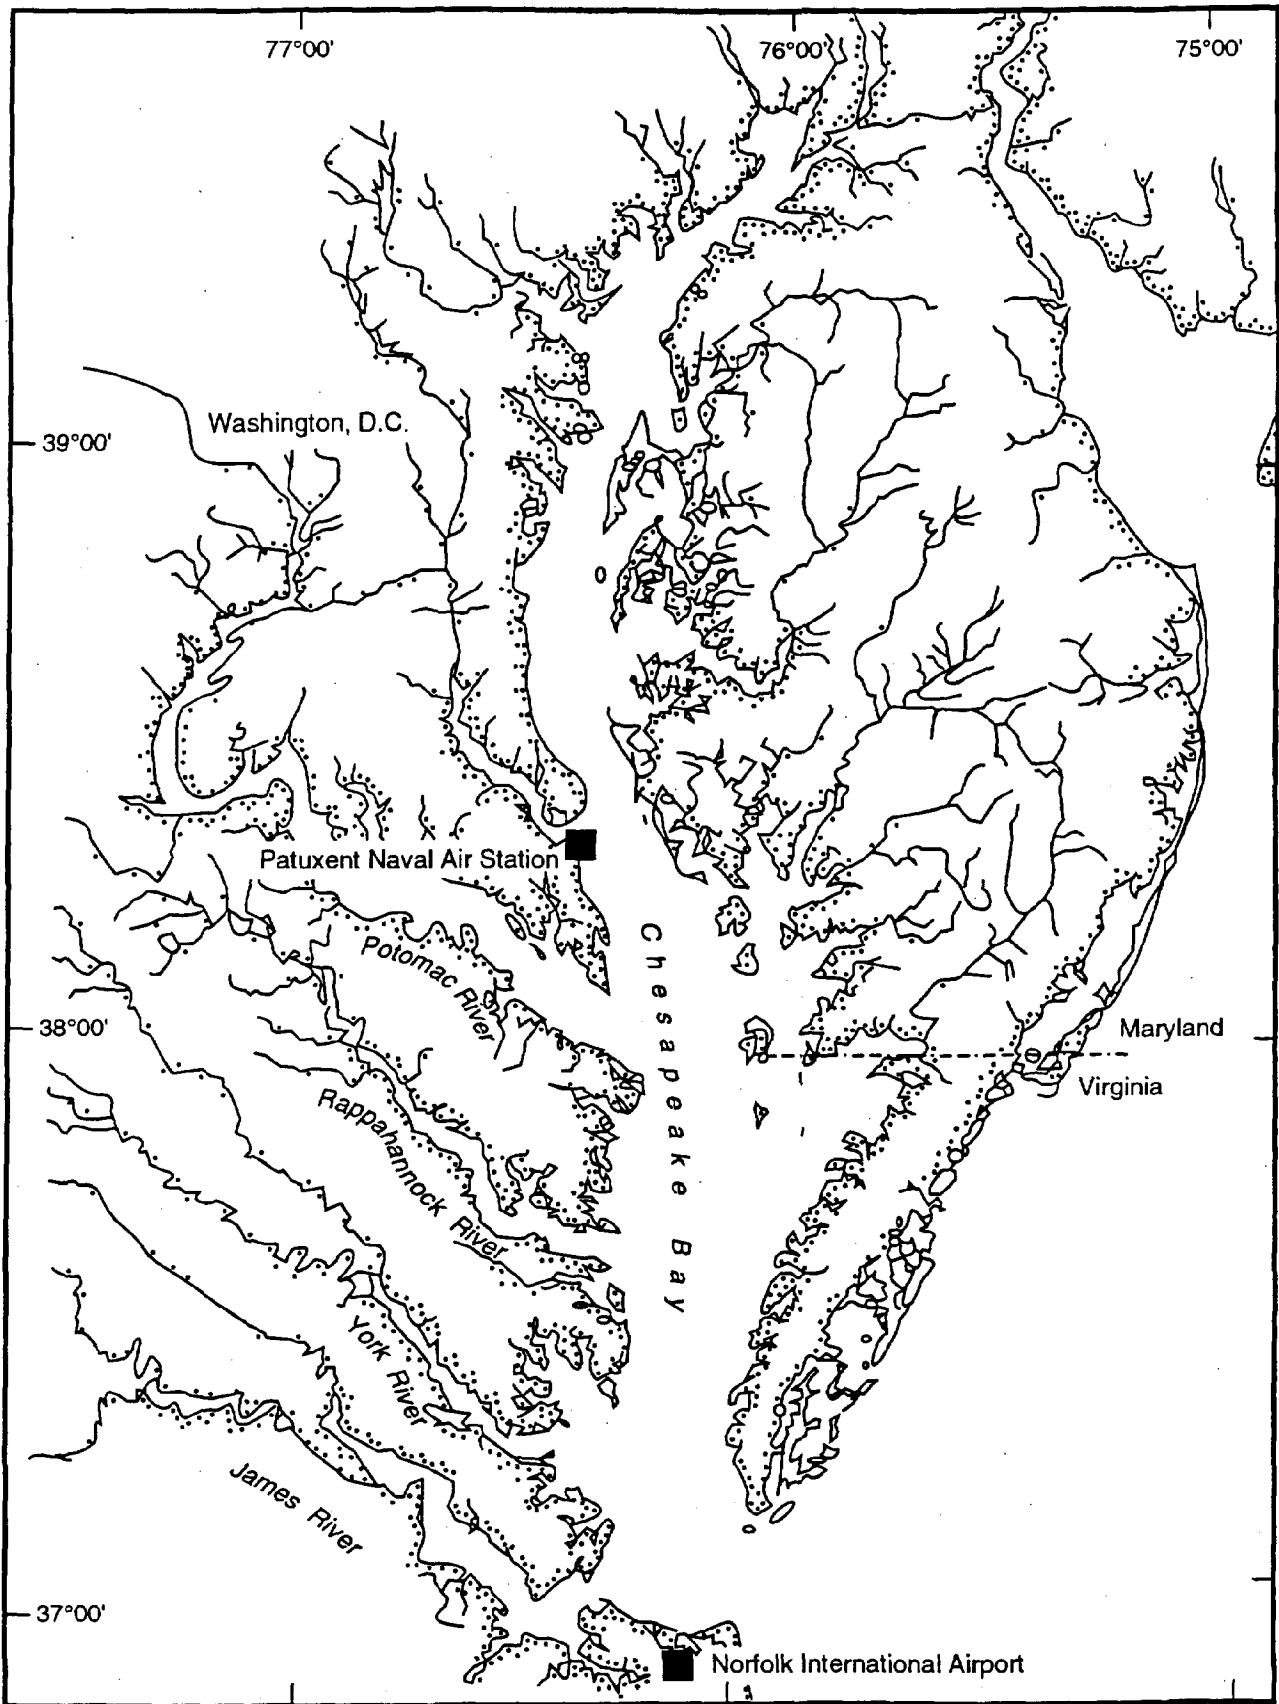 77°00'
76°00'
75°00'
Washington, D.C.
39°00'
Patuxent Naval Air Station
Potomac
River
Chesapeake Bay
38°00'
Maryland
Virginia
Rappahannock River
York River
James River
37°00'
Norfolk International Airport